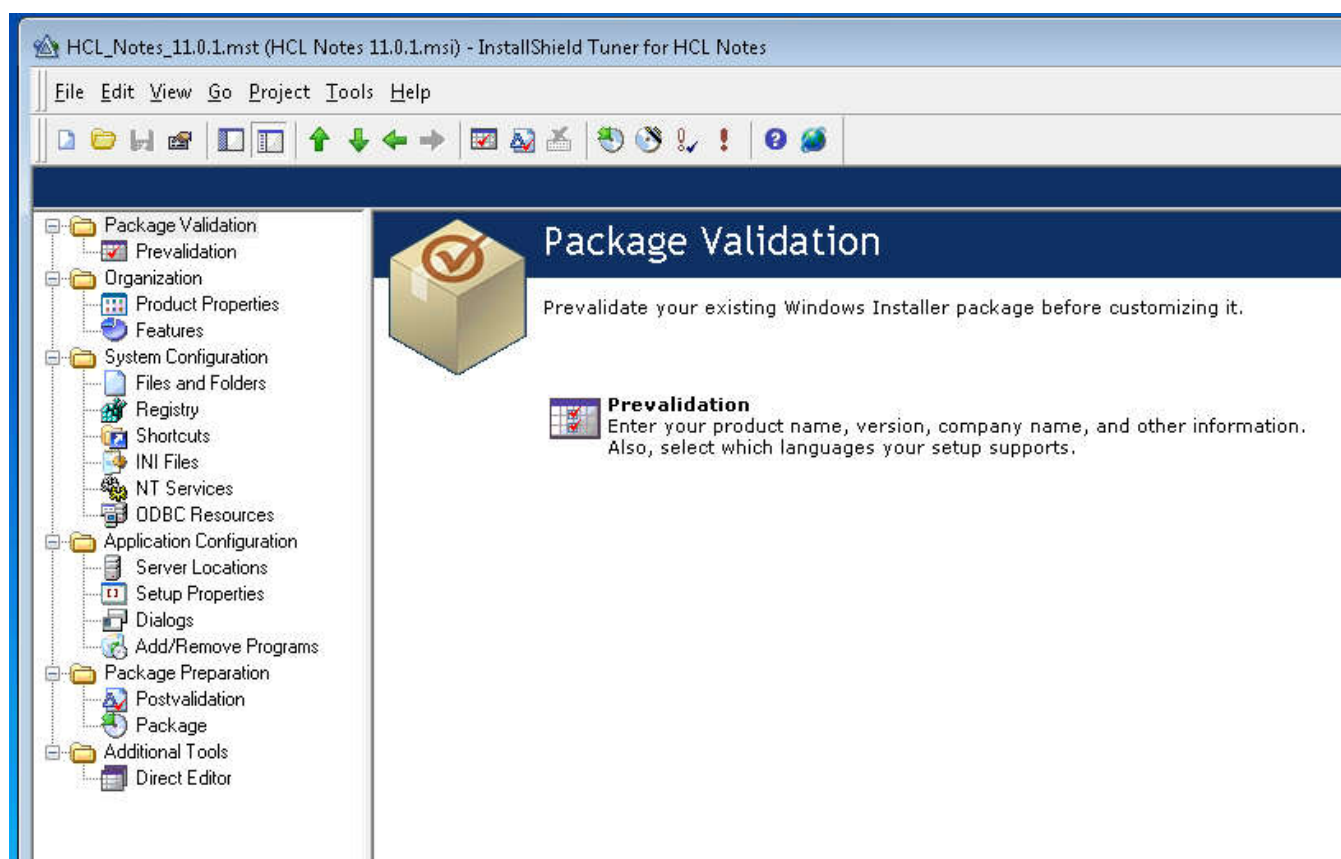 HCL_Notes_11.0.1.mst (HCL Notes 11.0.1.msi) - InstallShield Tuner for HCL Notes
File Edit View Go Project Tools Help
Package Validation
Prevalidation
Organization
Product Properties
Features
System Configuration
Files and Folders
Registry
Shortcuts
INI Files
NT Services
ODBC Resources
Application Configuration
Server Locations
Setup Properties
Dialogs
Add/Remove Programs
Package Preparation
Postvalidation
Package
Additional Tools
Direct Editor
Package Validation
Prevalidate your existing Windows Installer package before customizing it.
Prevalidation
Enter your product name, version, company name, and other information.
Also, select which languages your setup supports.